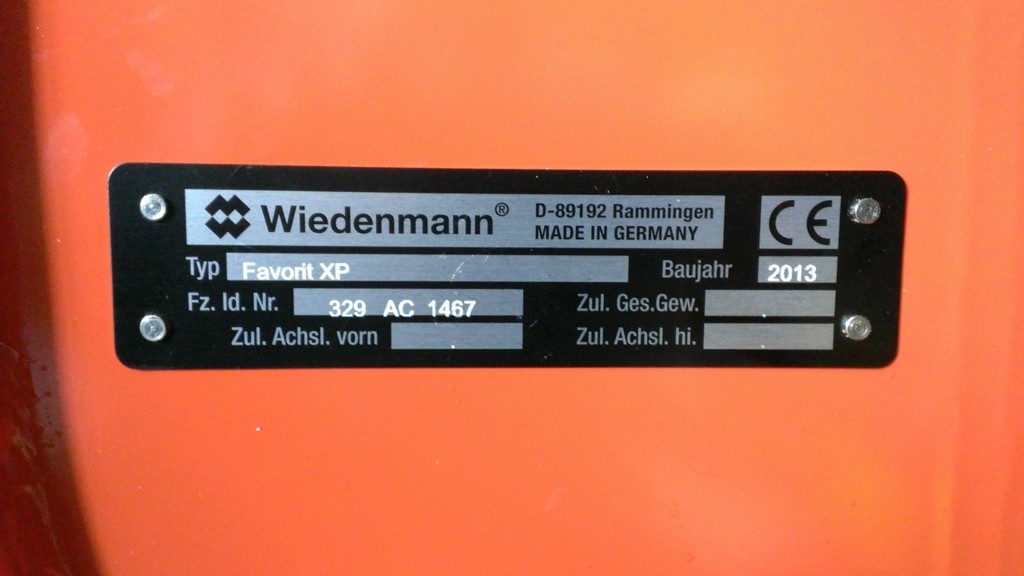 Wiedenmann® D-89192 Rammingen
MADE IN GERMANY
CE
Typ Favorit XP Baujahr 2013
Fz. Id. Nr. 329 AC 1467 Zul. Ges.Gew.
Zul. Achsl. vorn Zul. Achsl. hi.